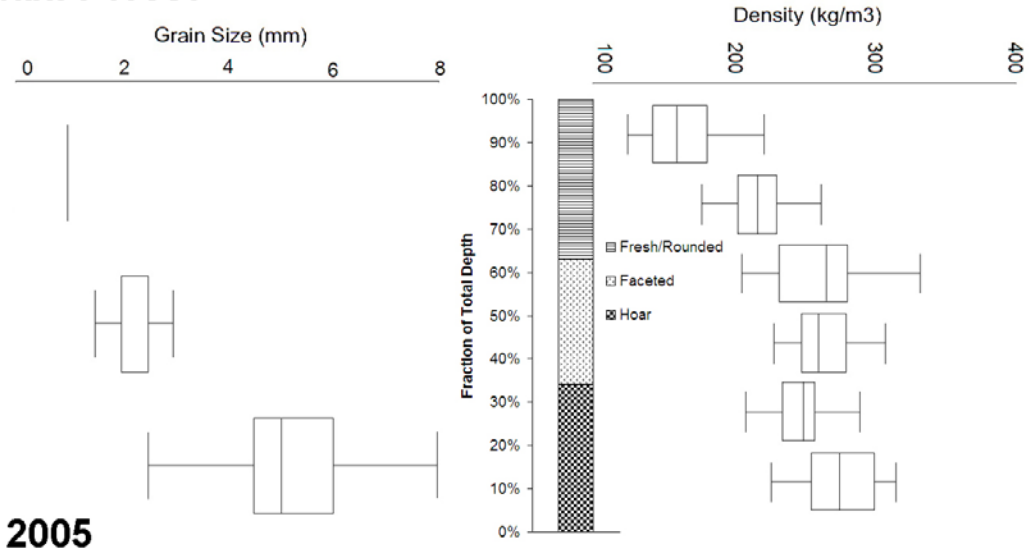 Grain Size (mm)
0 2 4 6 8
Density (kg/m3)
100 200 300 400
Fraction of Total Depth
100%
90%
80%
70%
60%
50%
40%
30%
20%
10%
0%
Fresh/Rounded
Faceted
Hoar
2005